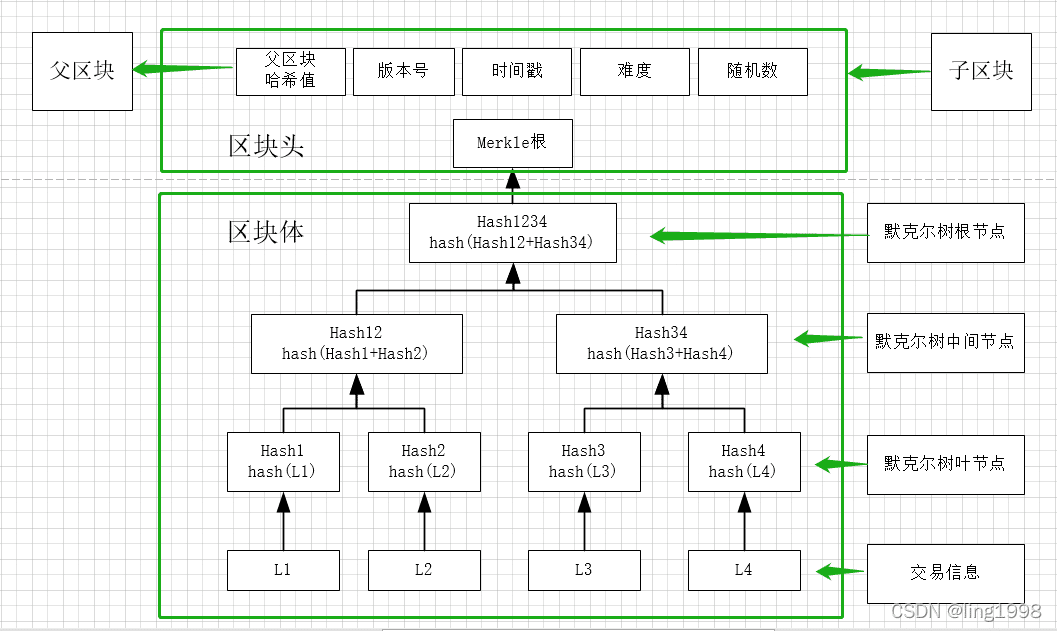 父区块
父区块
哈希值
版本号
时间戳
难度
随机数
子区块
区块头
Merkle根
区块体
Hash1234
hash(Hash12+Hash34)
默克尔树根节点
Hash12
hash(Hash1+Hash2)
Hash34
hash(Hash3+Hash4)
默克尔树中间节点
Hash1
hash(L1)
Hash2
hash(L2)
Hash3
hash(L3)
Hash4
hash(L4)
默克尔树叶节点
L1
L2
L3
L4
交易信息
CSDN @ling1998